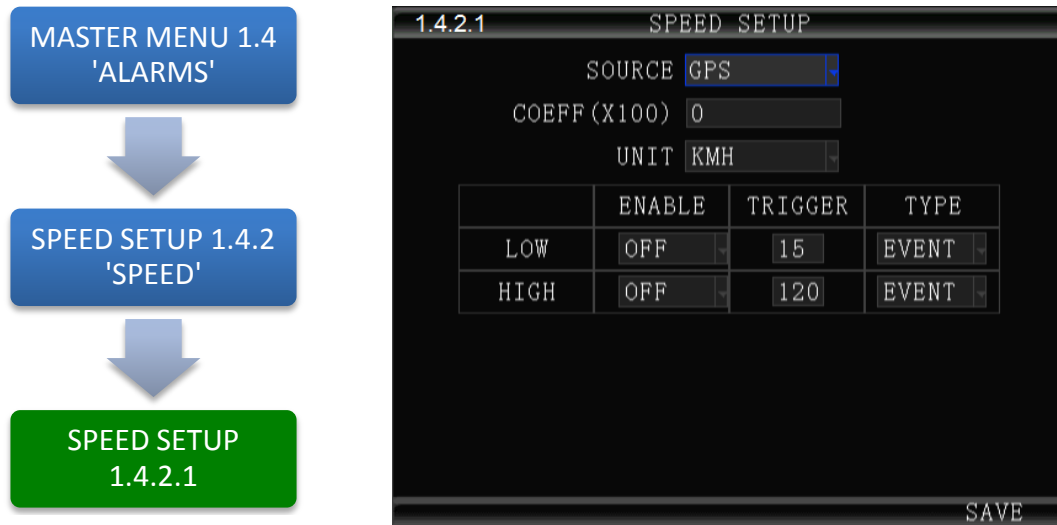 MASTER MENU 1.4
'ALARMS'
SPEED SETUP 1.4.2
'SPEED'
SPEED SETUP
1.4.2.1
1.4.2.1 SPEED SETUP
SOURCE GPS
COEFF(X100) 0
UNIT KMH
ENABLE TRIGGER TYPE
LOW OFF 15 EVENT
HIGH OFF 120 EVENT
SAVE